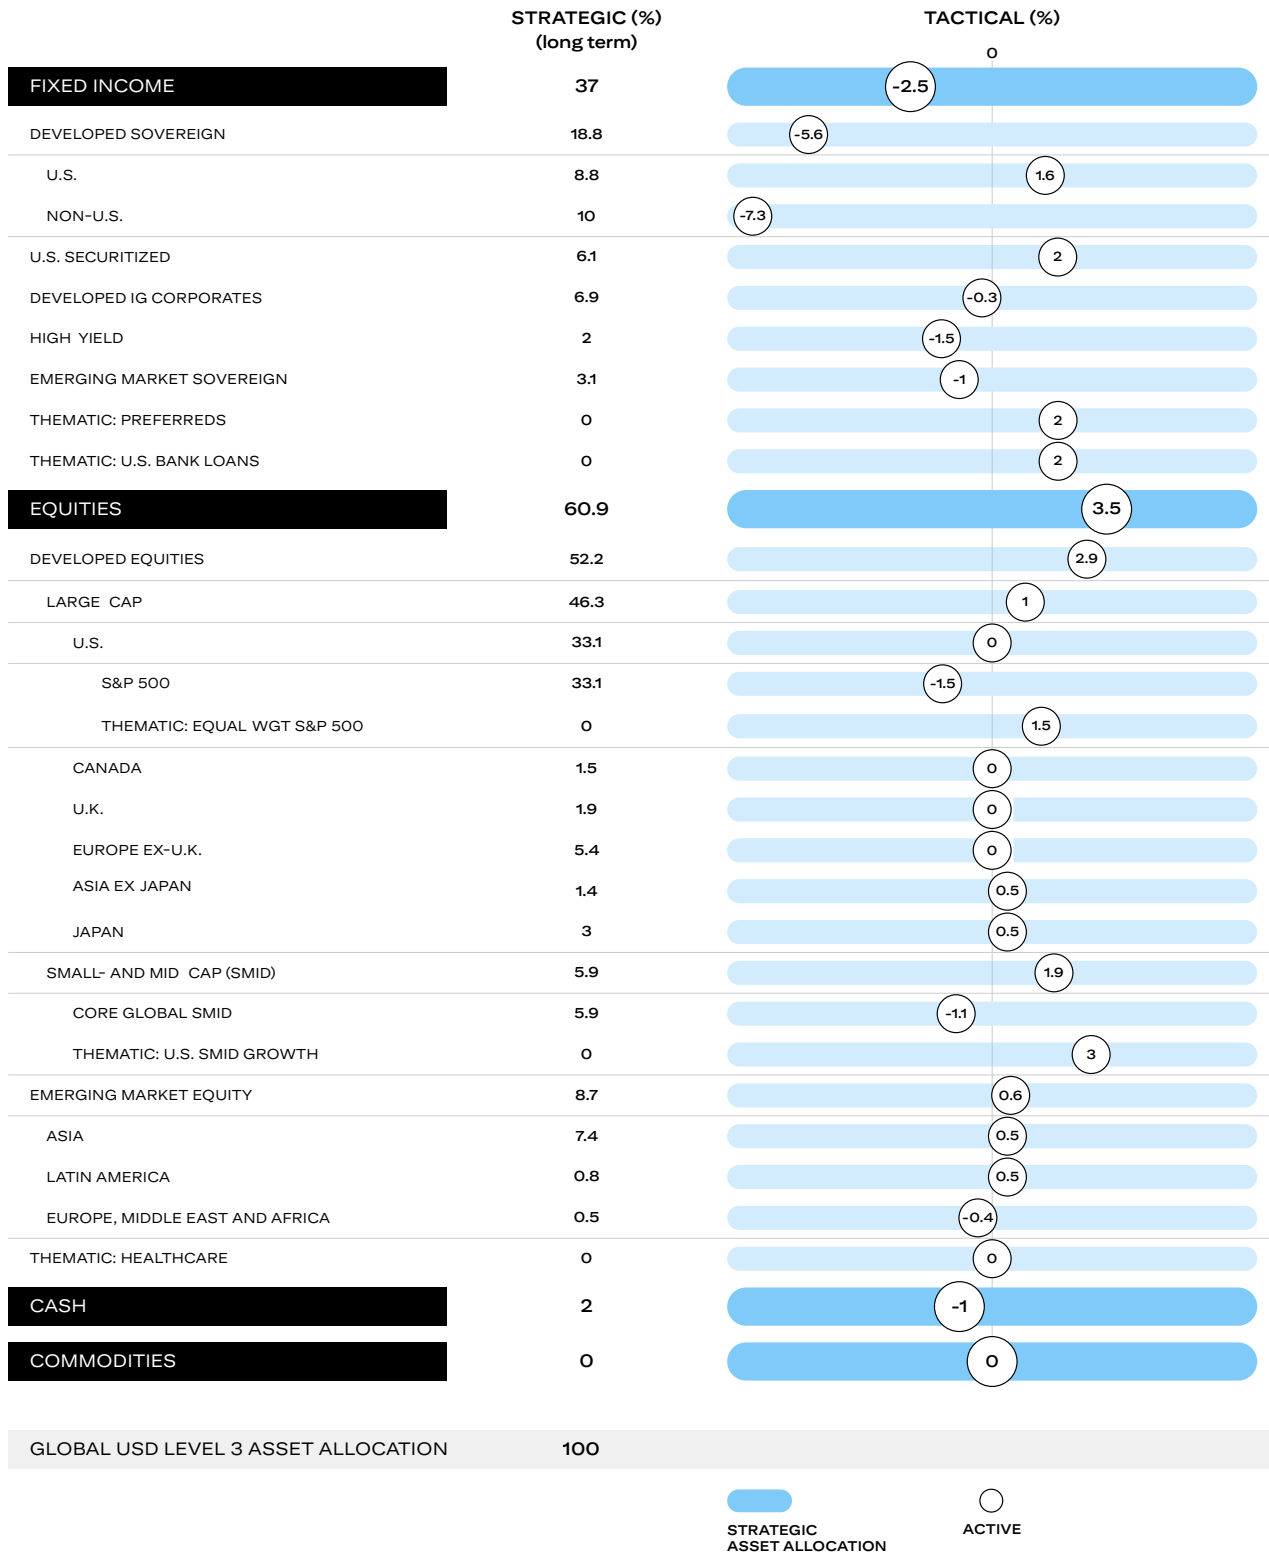 STRATEGIC (%) TACTICAL (%)
(long term)
0
FIXED INCOME 37 -2.5
DEVELOPED SOVEREIGN 18.8 -5.6
U.S. 8.8 1.6
NON-U.S. 10 -7.3
U.S. SECURITIZED 6.1 2
DEVELOPED IG CORPORATES 6.9 -0.3
HIGH YIELD 2 -1.5
EMERGING MARKET SOVEREIGN 3.1 -1
THEMATIC: PREFERREDS 0 2
THEMATIC: U.S. BANK LOANS 0 2
EQUITIES 60.9 3.5
DEVELOPED EQUITIES 52.2 2.9
LARGE CAP 46.3 1
U.S. 33.1 0
S&P 500 33.1 -1.5
THEMATIC: EQUAL WGT S&P 500 0 1.5
CANADA 1.5 0
U.K. 1.9 0
EUROPE EX-U.K. 5.4 0
ASIA EX JAPAN 1.4 0.5
JAPAN 3 0.5
SMALL- AND MID CAP (SMID) 5.9 1.9
CORE GLOBAL SMID 5.9 -1.1
THEMATIC: U.S. SMID GROWTH 0 3
EMERGING MARKET EQUITY 8.7 0.6
ASIA 7.4 0.5
LATIN AMERICA 0.8 0.5
EUROPE, MIDDLE EAST AND AFRICA 0.5 -0.4
THEMATIC: HEALTHCARE 0 0
CASH 2 -1
COMMODITIES 0 0
GLOBAL USD LEVEL 3 ASSET ALLOCATION 100
STRATEGIC ACTIVE
ASSET ALLOCATION